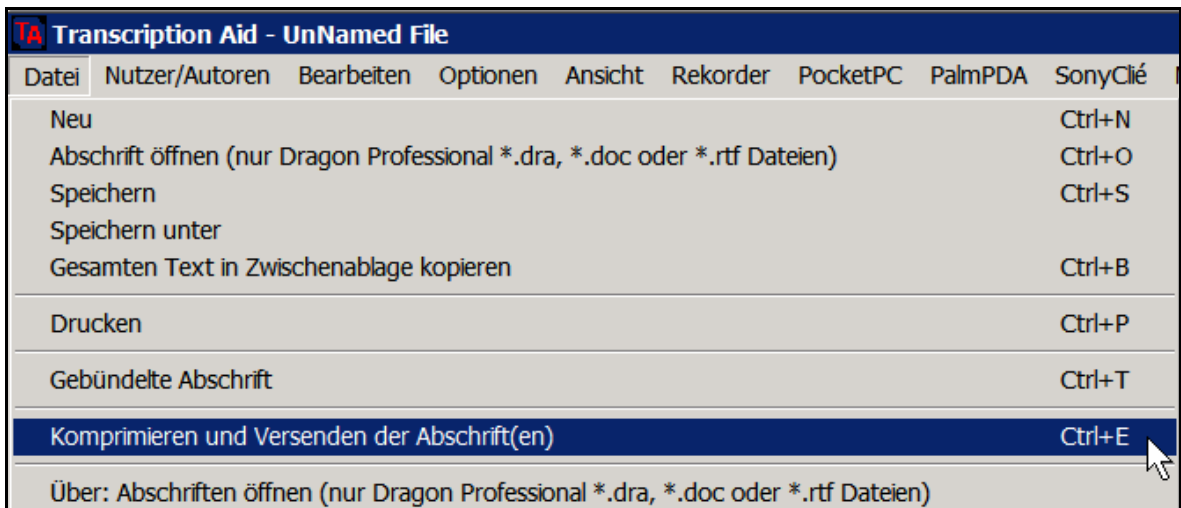 TA Transcription Aid - UnNamed File
Datei Nutzer/Autoren Bearbeiten Optionen Ansicht Rekorder PocketPC PalmPDA SonyClié
Neu Ctrl+N
Abschrift öffnen (nur Dragon Professional *.dra, *.doc oder *.rtf Dateien) Ctrl+O
Speichern Ctrl+S
Speichern unter
Gesamten Text in Zwischenablage kopieren Ctrl+B
Drucken Ctrl+P
Gebündelte Abschrift Ctrl+T
Komprimieren und Versenden der Abschrift(en) Ctrl+E
Über: Abschriften öffnen (nur Dragon Professional *.dra, *.doc oder *.rtf Dateien)